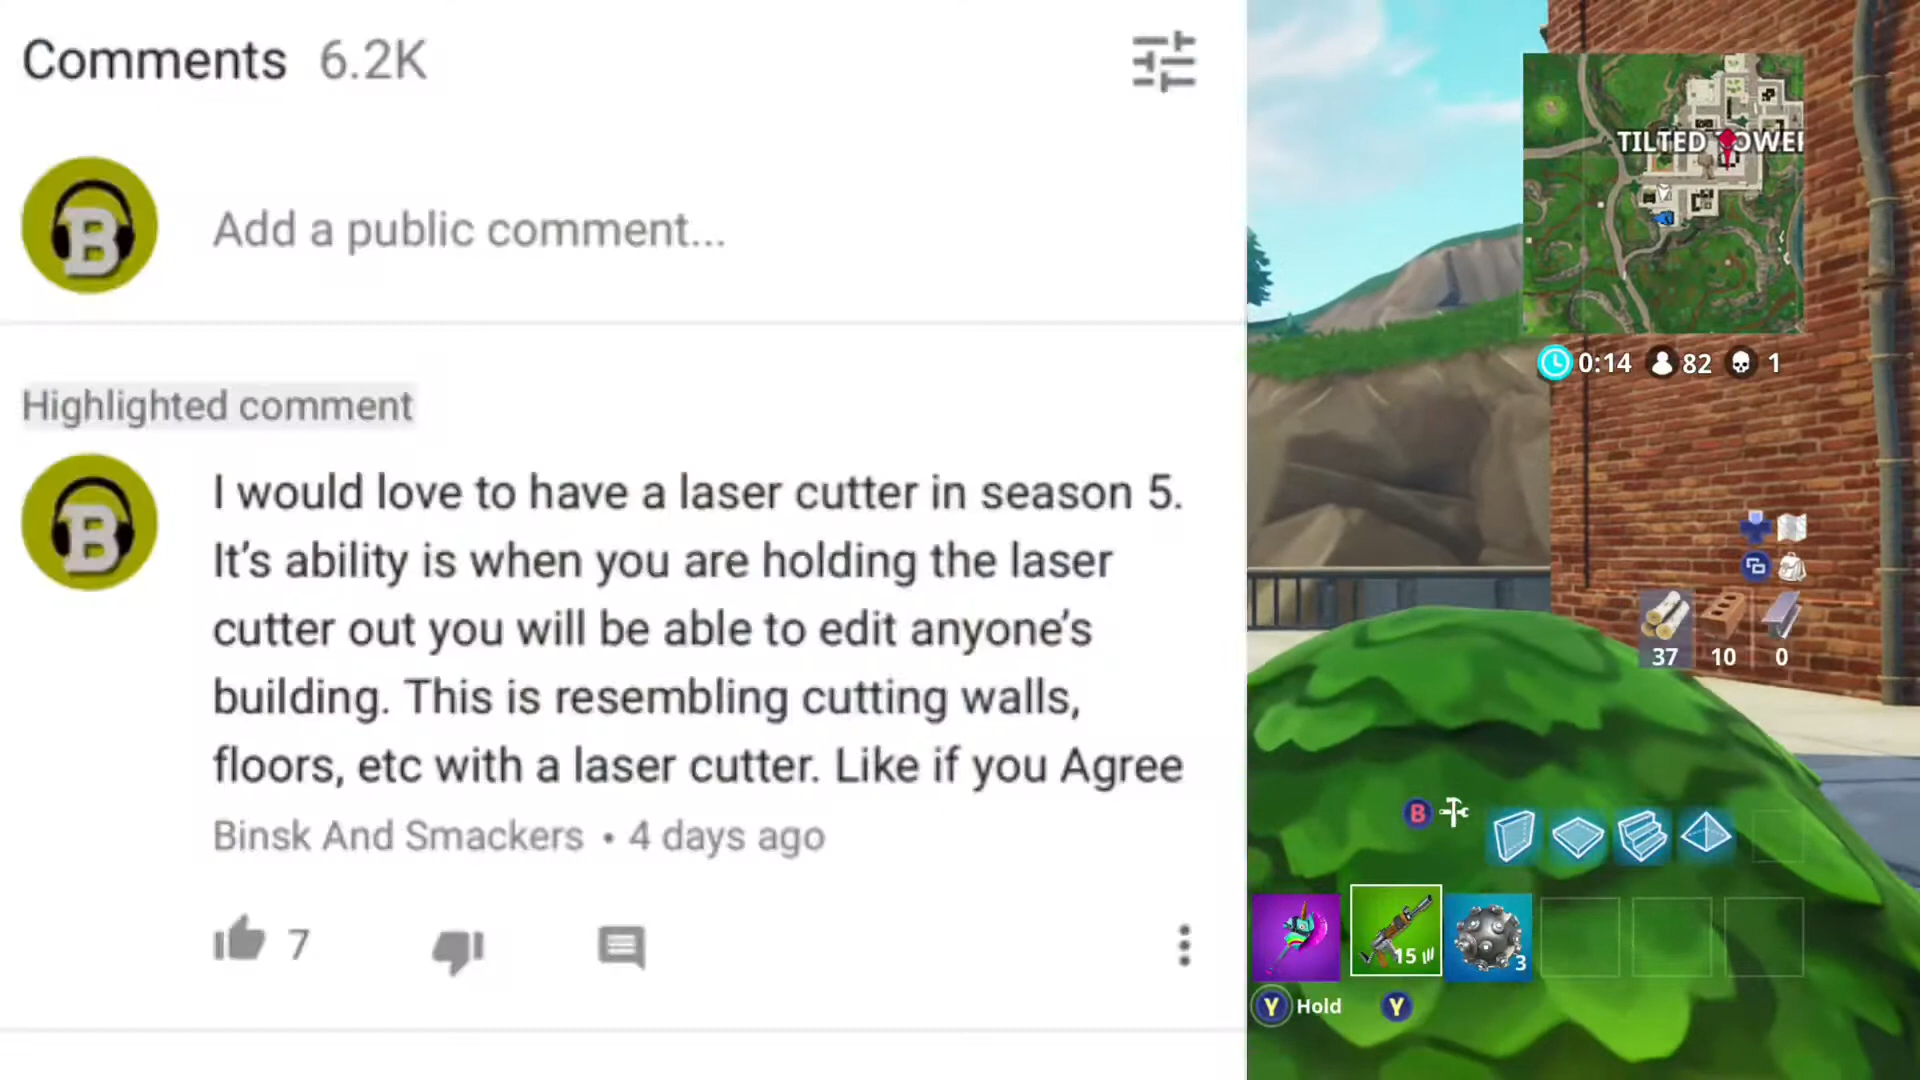 Comments 6.2K
B
Add a public comment...
Highlighted comment
B
I would love to have a laser cutter in season 5.
It's ability is when you are holding the laser
cutter out you will be able to edit anyone's
building. This is resembling cutting walls,
floors, etc with a laser cutter. Like if you Agree
Binsk And Smackers • 4 days ago
7
TILTED TOWER
0:14 82 1
37 10 0
B
15 3
Y Hold Y